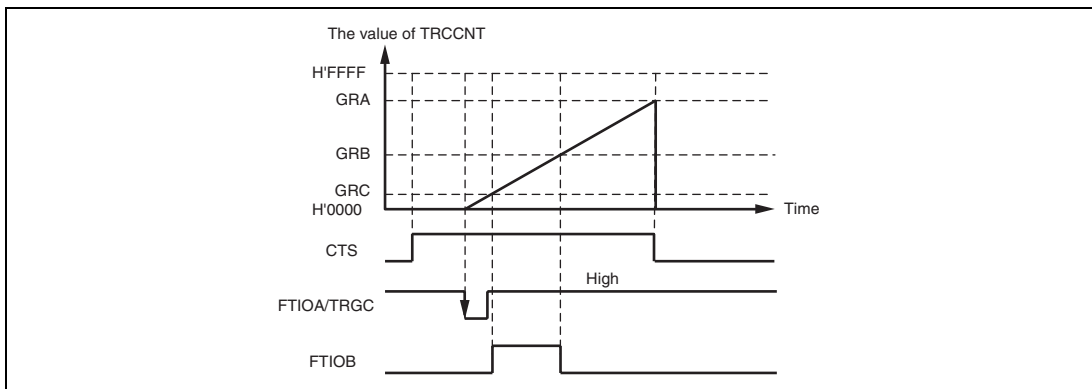 The value of TRCCNT
H'FFFF
GRA
GRB
GRC
H'0000
Time
CTS
High
FTIOA/TRGC
FTIOB